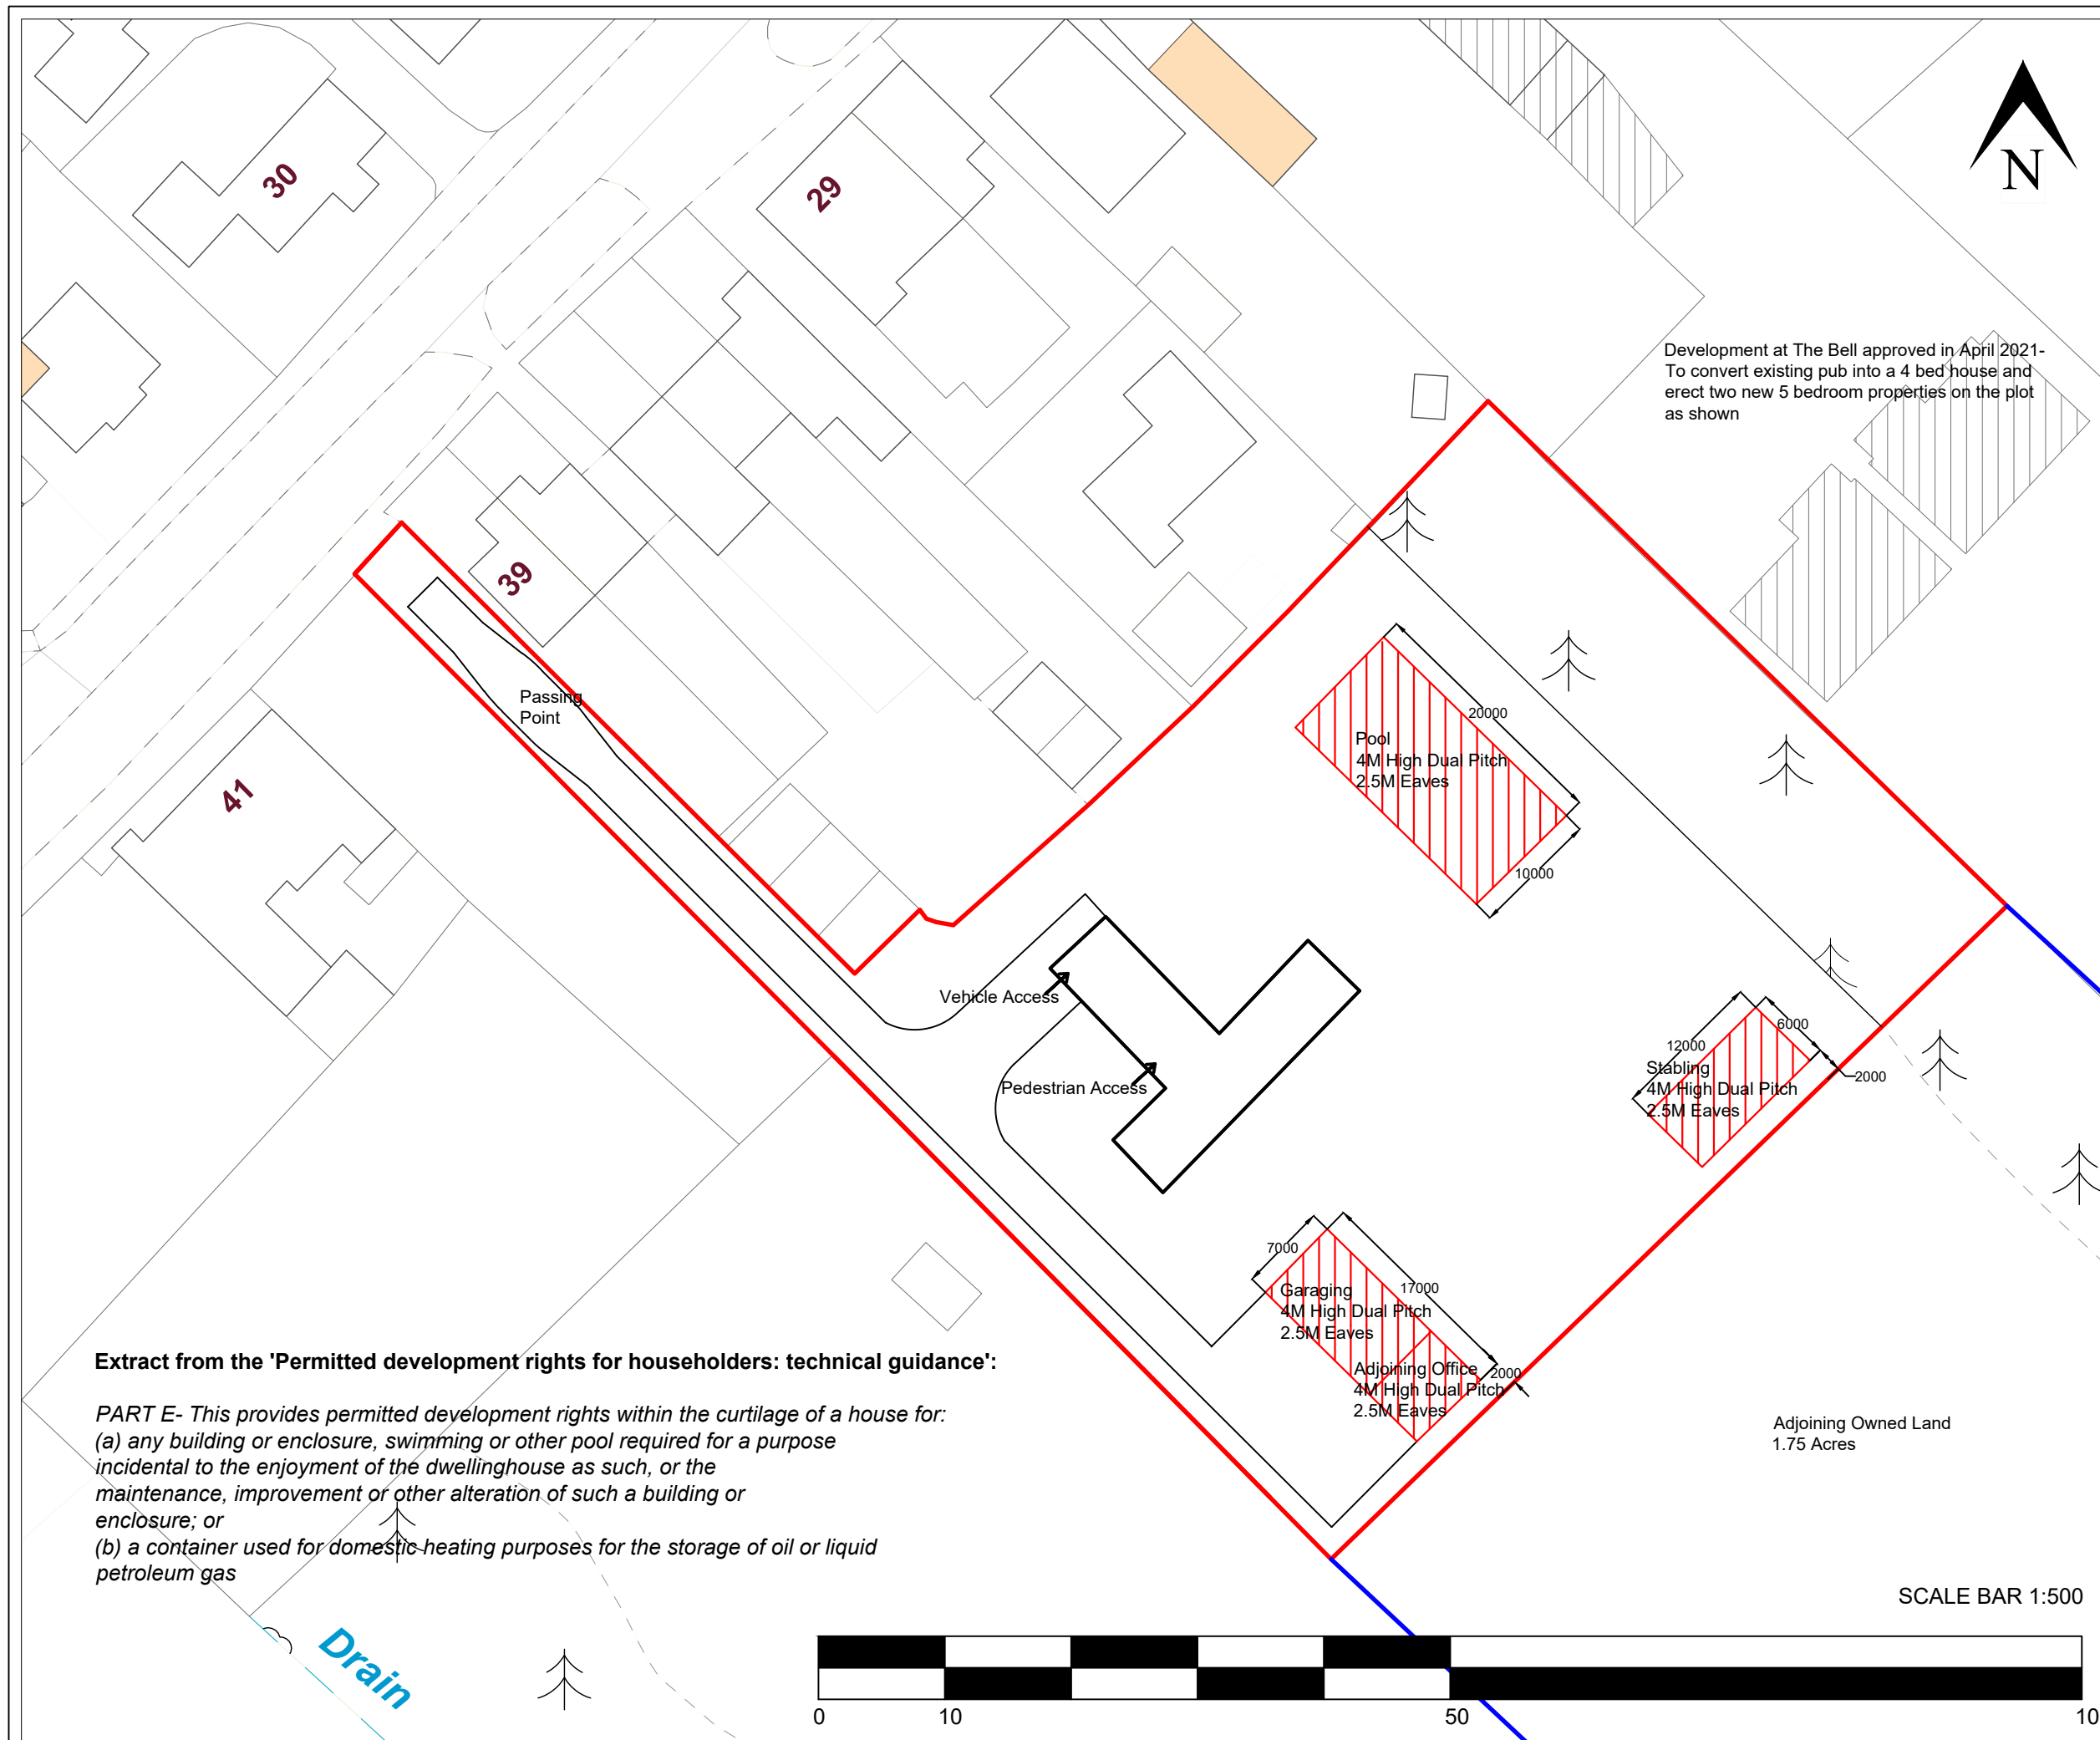 30
29
N
Development at The Bell approved in April 2021-
To convert existing pub into a 4 bed house and
erect two new 5 bedroom properties on the plot
as shown
39
Passing
Point
41
20000
Pool
4M High Dual Pitch
2.5M Eaves
10000
Vehicle Access
Pedestrian Access
6000
12000
Stabling
4M High Dual Pitch
2.5M Eaves
2000
7000
17000
Garaging
4M High Dual Pitch
2.5M Eaves
Adjoining Office
4M High Dual Pitch
2.5M Eaves
2000
Adjoining Owned Land
1.75 Acres
Extract from the 'Permitted development rights for householders: technical guidance':
PART E- This provides permitted development rights within the curtilage of a house for:
(a) any building or enclosure, swimming or other pool required for a purpose
incidental to the enjoyment of the dwellinghouse as such, or the
maintenance, improvement or other alteration of such a building or
enclosure; or
(b) a container used for domestic heating purposes for the storage of oil or liquid
petroleum gas
Drain
SCALE BAR 1:500
0 10 50 10